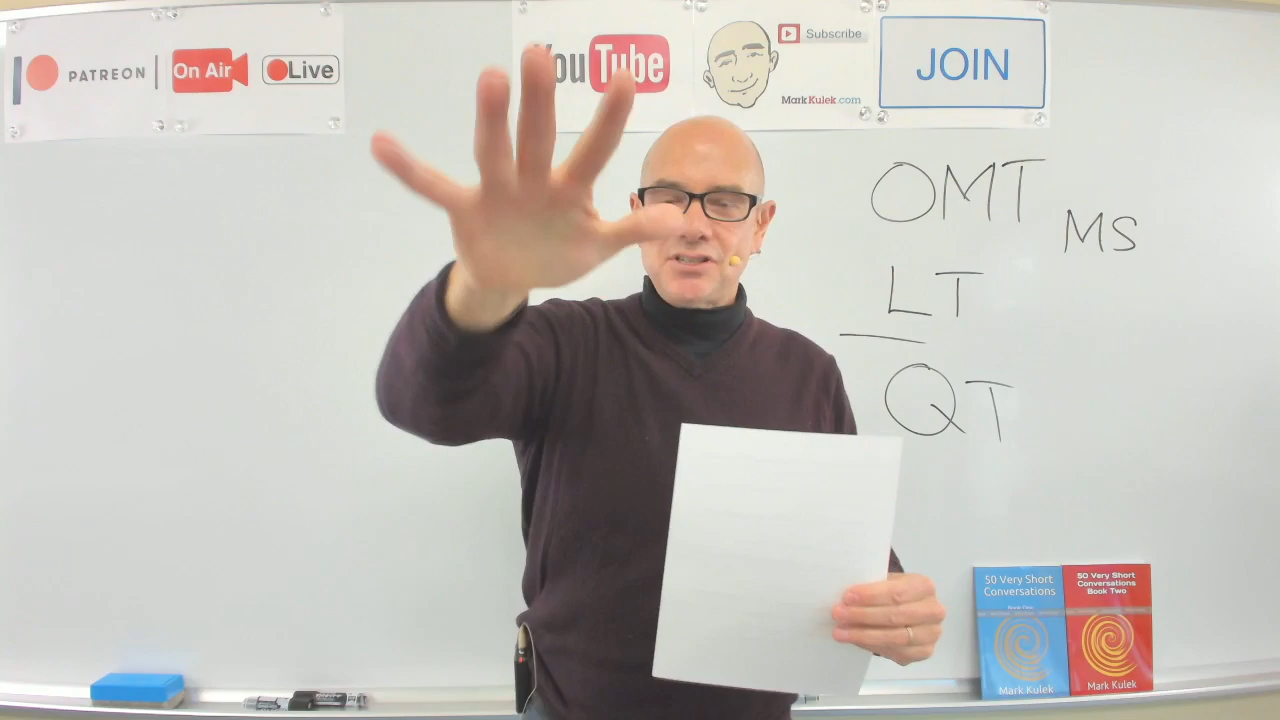 PATREON
On Air
Live
YouTube
Subscribe
MarkKulek.com
JOIN
OMT
MS
LT
QT
50 Very Short
Conversations
Mark Kulek
50 Very Short
Conversations
Book Two
Mark Kulek